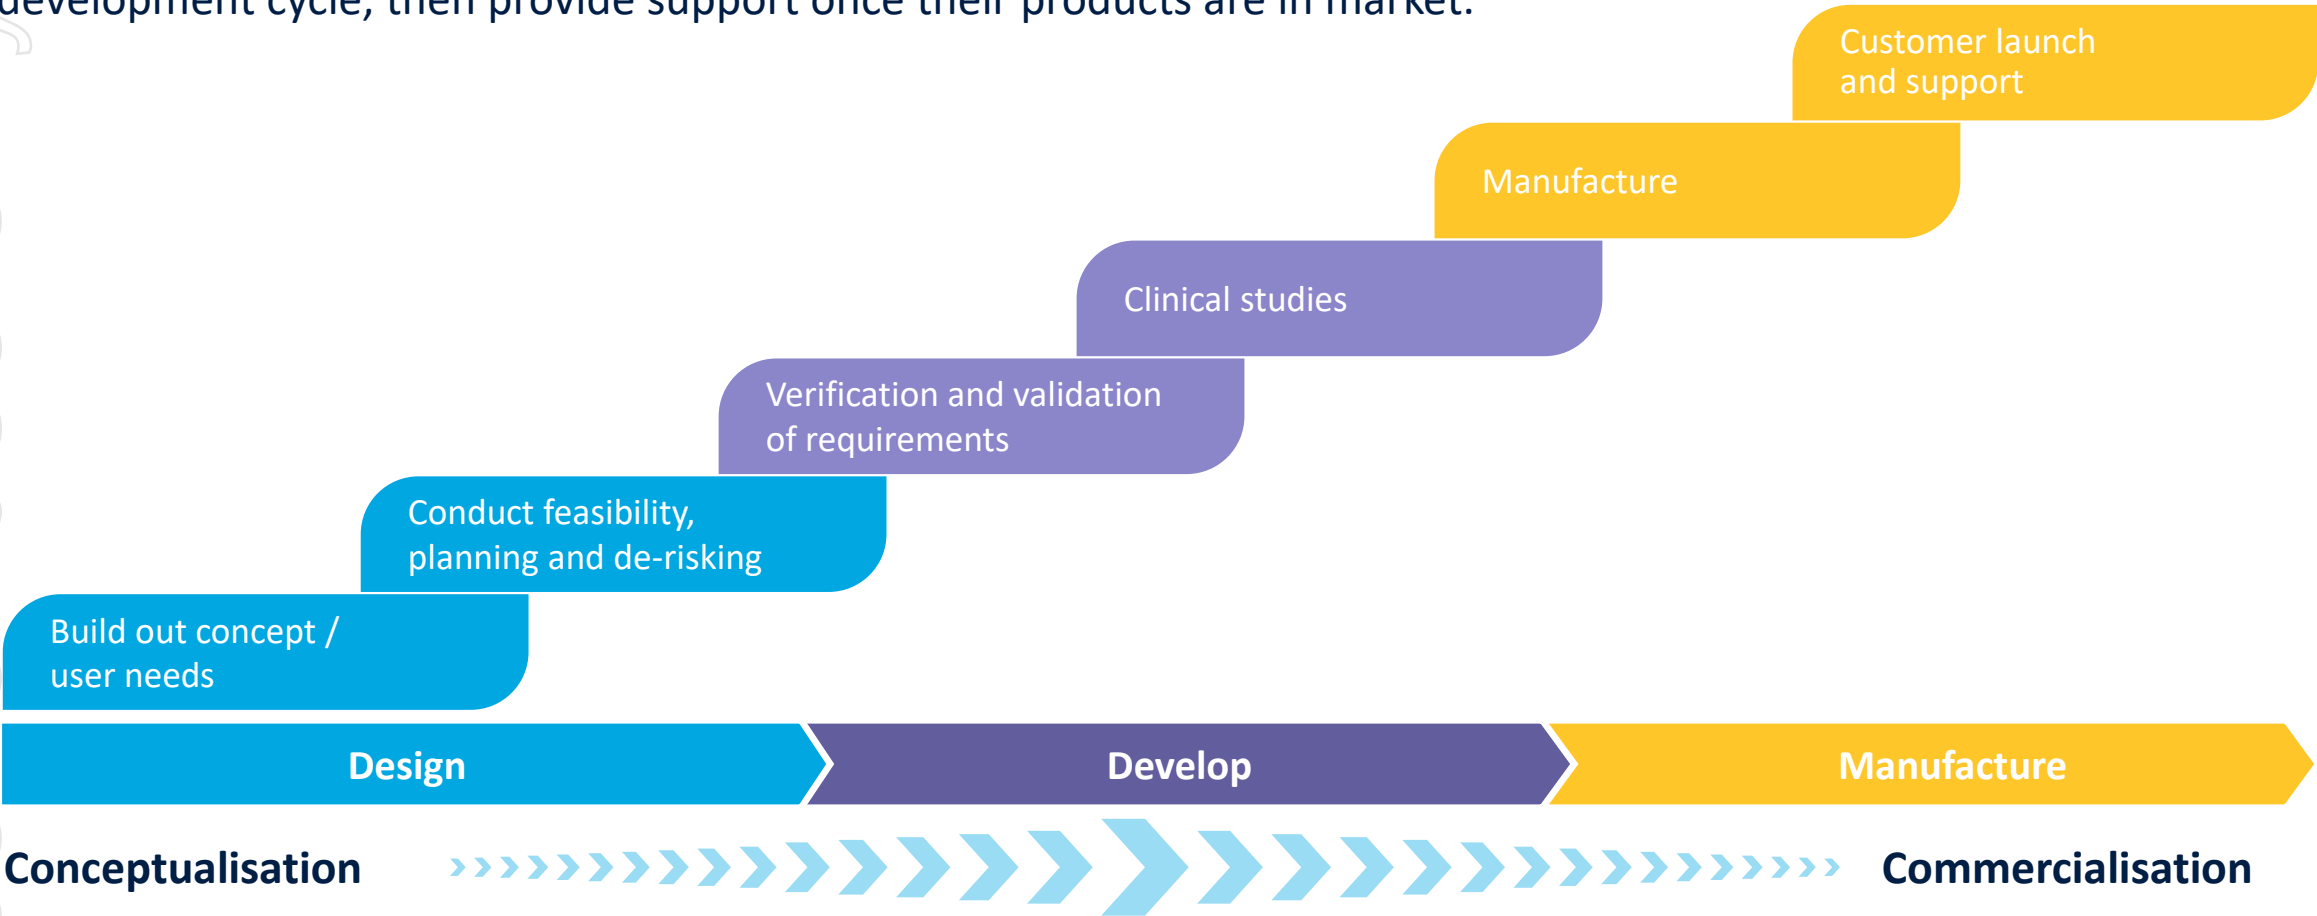 development cycle, then provide support once their products are in market.
Customer launch
and support
Manufacture
Clinical studies
Verification and validation
of requirements
Conduct feasibility,
planning and de-risking
Build out concept /
user needs
Design
Develop
Manufacture
Conceptualisation
Commercialisation